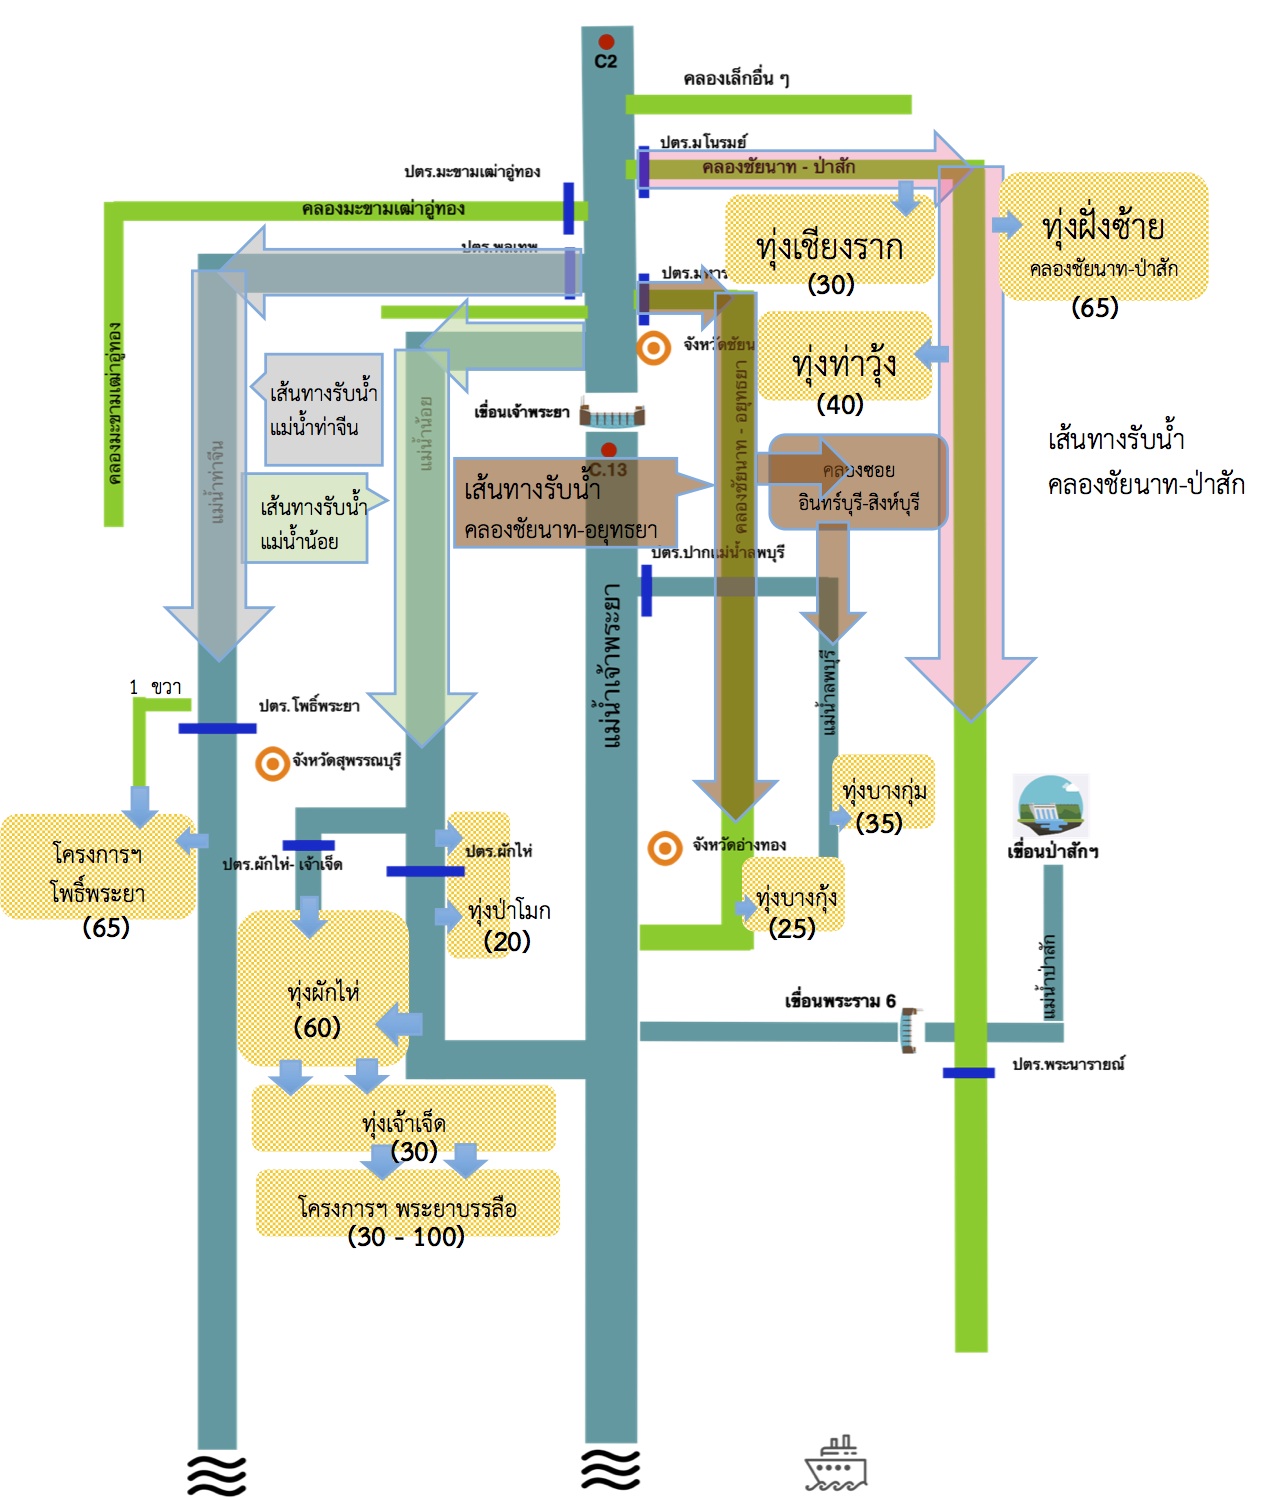 C2
คลองเล็กอื่น ๆ
ปตร.มโนรมย์
คลองชัยนาท - ป่าสัก
ปตร.มะขามเฒ่าอู่ทอง
คลองมะขามเฒ่าอู่ทอง
ปตร.พลเทพ
ทุ่งเชียงราก
(30)
ทุ่งฝั่งซ้าย
คลองชัยนาท-ป่าสัก
(65)
ปตร.มหาร
จังหวัดชัยน
ทุ่งท่าวุ้ง
(40)
คลองมะขามเฒ่าอู่ทอง
เส้นทางรับน้ำ
แม่น้ำท่าจีน
แม่น้ำท่าจีน
แม่น้ำน้อย
เขื่อนเจ้าพระยา
คลองชัยนาท - อยุทธยา
เส้นทางรับน้ำ
คลองชัยนาท-ป่าสัก
C.13
เส้นทางรับน้ำ
คลองชัยนาท-อยุทธยา
คลองซอย
อินทร์บุรี-สิงห์บุรี
เส้นทางรับน้ำ
แม่น้ำน้อย
ปตร.ปากแม่น้ำลพบุรี
แม่น้ำเจ้าพระยา
แม่น้ำลพบุรี
1 ขวา
ปตร.โพธิ์พระยา
จังหวัดสุพรรณบุรี
ทุ่งบางกุ่ม
(35)
จังหวัดอ่างทอง
เขื่อนป่าสักฯ
ปตร.ผักไห่
ปตร.ผักไห่- เจ้าเจ็ด
โครงการฯ
โพธิ์พระยา
(65)
ทุ่งป่าโมก
(20)
ทุ่งบางกุ้ง
(25)
แม่น้ำป่าสัก
ทุ่งผักไห่
(60)
เขื่อนพระราม 6
ปตร.พระนารายณ์
ทุ่งเจ้าเจ็ด
(30)
โครงการฯ พระยาบรรลือ
(30 - 100)